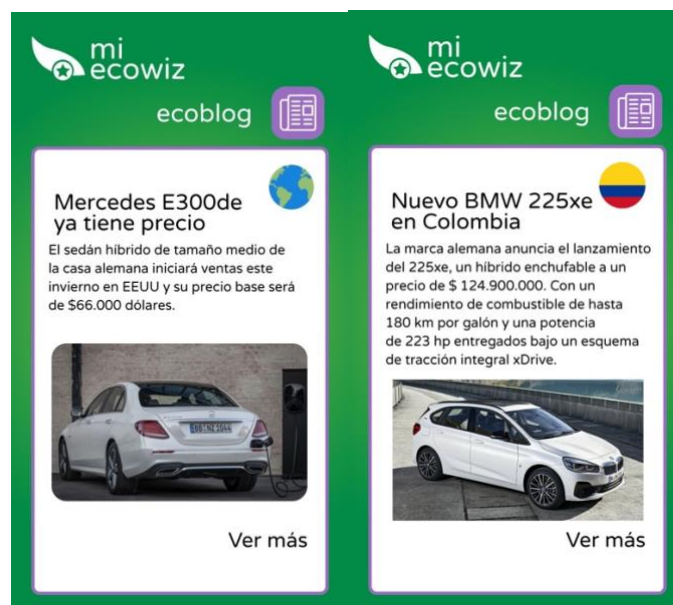 mi
ecowiz
ecoblog
Mercedes E300de
ya tiene precio
El sedán híbrido de tamaño medio de
la casa alemana iniciará ventas este
invierno en EEUU y su precio base será
de $66.000 dólares.
Ver más
mi
ecowiz
ecoblog
Nuevo BMW 225xe
en Colombia
La marca alemana anuncia el lanzamiento
del 225xe, un híbrido enchufable a un
precio de $ 124.900.000. Con un
rendimiento de combustible de hasta
180 km por galón y una potencia
de 223 hp entregados bajo un esquema
de tracción integral xDrive.
Ver más